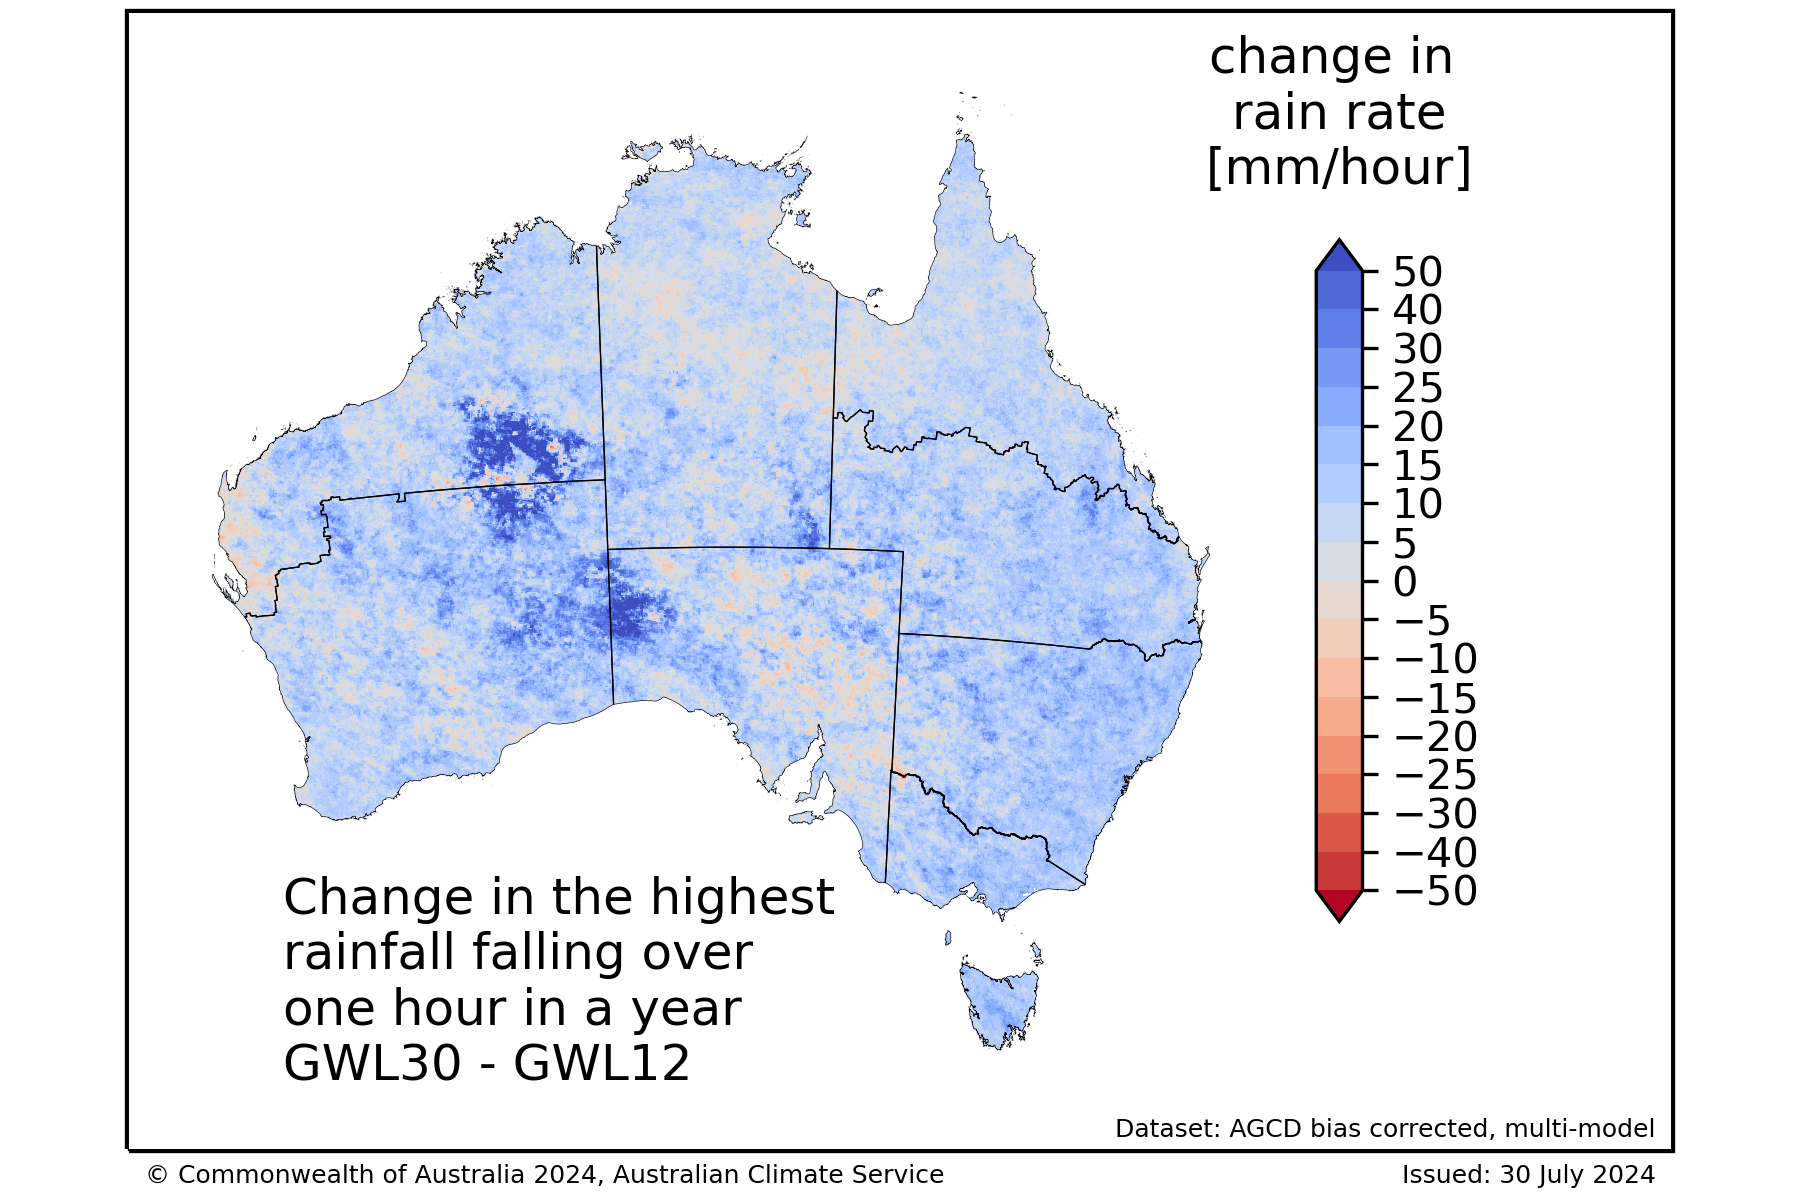 change in
rain rate
[mm/hour]
50
40
30
25
20
15
10
5
0
−5
−10
−15
−20
−25
−30
−40
−50
Change in the highest
rainfall falling over
one hour in a year
GWL30 - GWL12
Dataset: AGCD bias corrected, multi-model
© Commonwealth of Australia 2024, Australian Climate Service
Issued: 30 July 2024